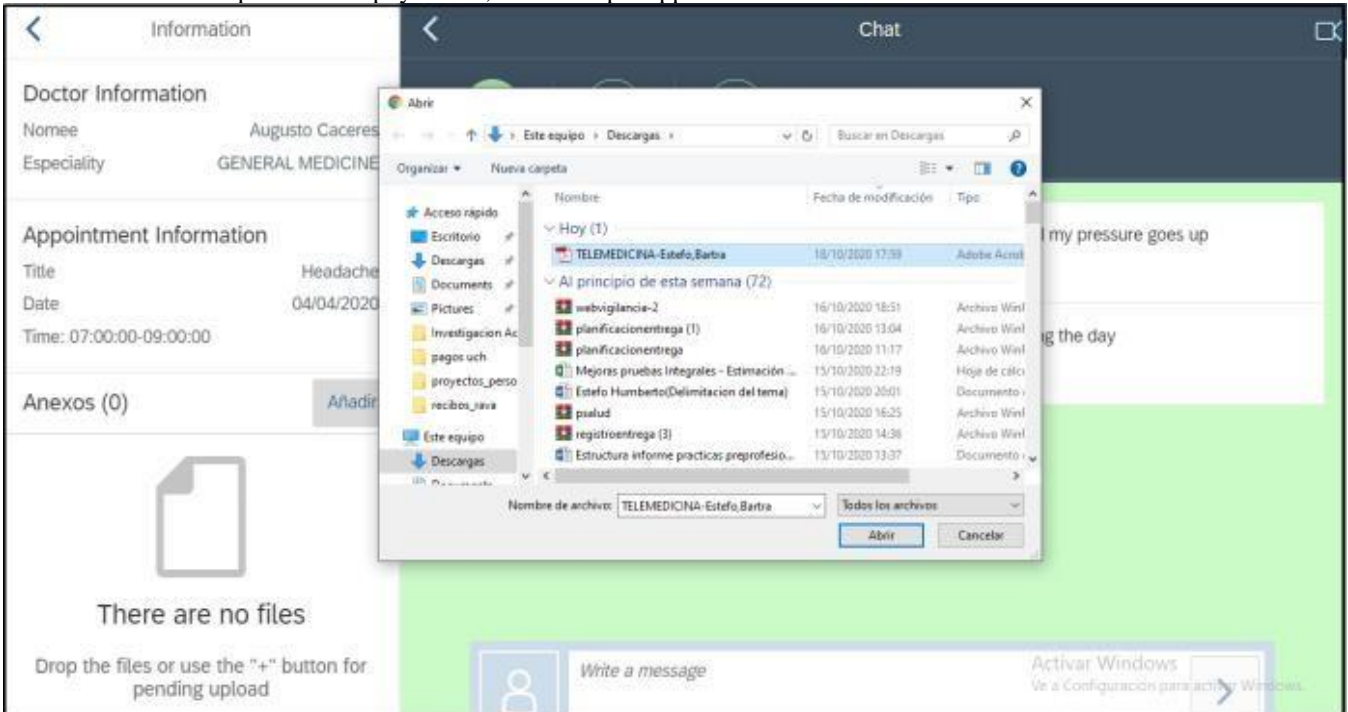 Information
Chat
Doctor Information
Nomee Augusto Caceres
Especiality GENERAL MEDICINE
Appointment Information
Title Headache
Date 04/04/2020
Time: 07:00:00-09:00:00
Anexos (0) Añadir
There are no files
Drop the files or use the "+" button for
pending upload
Abrir
Este equipo Descargas
Buscar en Descargas
Organizar Nueva carpeta
Acceso rápido
Escritorio
Descargas
Documents
Pictures
Investigacion Ac
pagos uch
proyectos_perso
recibos_rava
Este equipo
Descargas
Nombre Fecha de modificación Tipo
Hoy (1)
TELEMEDICINA-Estefo,Bartra 18/10/2020 17:59 Adobe Acrob
Al principio de esta semana (72)
webvigilancia-2 16/10/2020 18:51 Archivo WinI
planificacionentrega (1) 16/10/2020 13:04 Archivo WinI
planificacionentrega 16/10/2020 11:17 Archivo WinI
Mejoras pruebas Integrales - Estimación ... 15/10/2020 22:19 Hoja de cálc
Estefo Humberto(Delimitacion del tema) 15/10/2020 20:01 Documento
psalud 15/10/2020 16:25 Archivo WinI
registroentrega (3) 15/10/2020 14:36 Archivo WinI
Estructura informe practicas preprofesio... 15/10/2020 13:37 Documento
Nombre de archivo: TELEMEDICINA-Estefo,Bartra Todos los archivos
Abrir Cancelar
my pressure goes up
the day
Write a message
Activar Windows
Ve a Configuración para activar Windows.